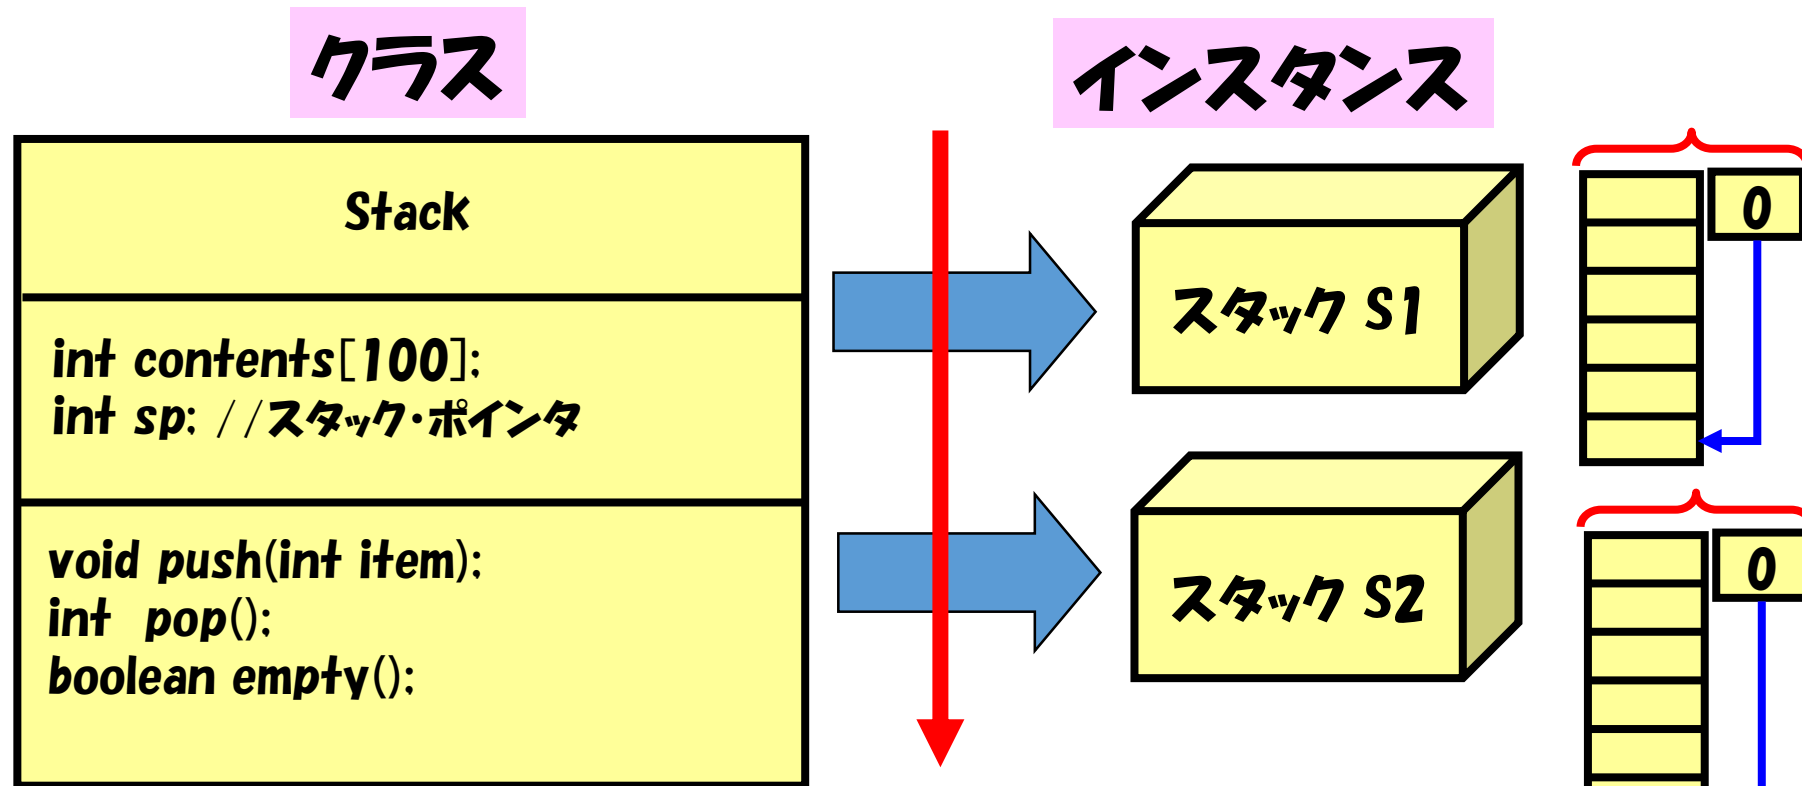 クラス
インスタンス
Stack
int contents[100];
int sp; //スタック・ポインタ
void push(int item);
int pop();
boolean empty();
スタック S1
スタック S2
0
0